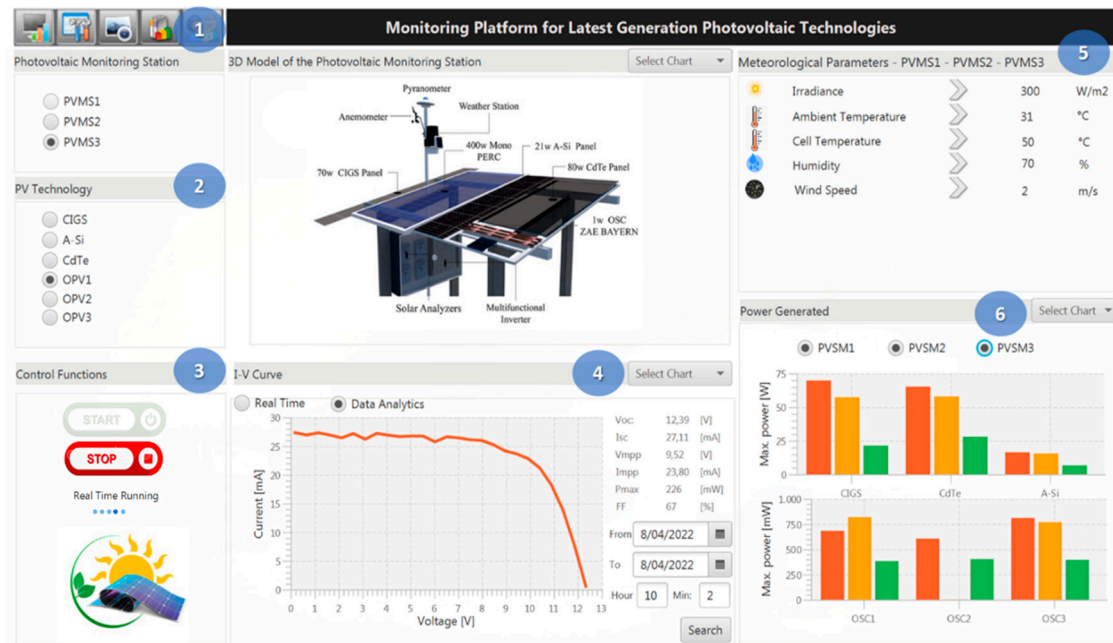 1
Monitoring Platform for Latest Generation Photovoltaic Technologies
Photovoltaic Monitoring Station
PVMS1
PVMS2
PVMS3
2
PV Technology
CIGS
A-Si
CdTe
OPV1
OPV2
OPV3
3
Control Functions
START
STOP
Real Time Running
3D Model of the Photovoltaic Monitoring Station
Select Chart
Pyranometer
Anemometer
Weather Station
400w Mono
PERC
21w A-Si Panel
70w CIGS Panel
80w CdTe Panel
1w OSC
ZAE BAYERN
Solar Analyzers
Multifunctional
Inverter
I-V Curve
4
Select Chart
Real Time
Data Analytics
Current [mA]
30
25
20
15
10
5
0
0 1 2 3 4 5 6 7 8 9 10 11 12 13
Voltage [V]
Voc: 12,39 [V]
Isc 27,11 [mA]
Vmpp 9,52 [V]
Impp 23,80 [mA]
Pmax 226 [mW]
FF 67 [%]
From 8/04/2022
To 8/04/2022
Hour 10 Min: 2
Search
5
Meteorological Parameters - PVMS1 - PVMS2 - PVMS3
Irradiance 300 W/m2
Ambient Temperature 31 °C
Cell Temperature 50 °C
Humidity 70 %
Wind Speed 2 m/s
6
Power Generated
Select Chart
PVSM1
PVSM2
PVSM3
Max. power [W]
75
50
25
0
CIGS CdTe A-Si
Max. power [mW]
1.000
750
500
250
0
OSC1 OSC2 OSC3